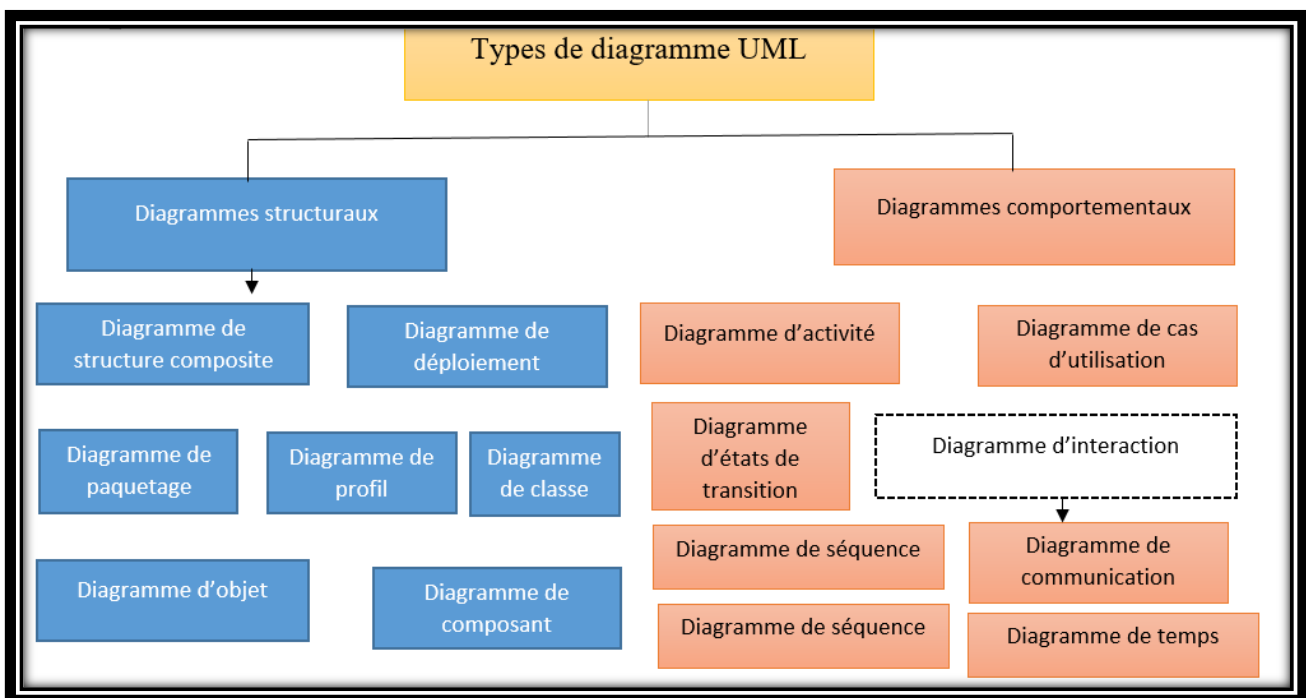 Types de diagramme UML
Diagrammes structuraux
Diagrammes comportementaux
Diagramme de
structure composite
Diagramme de
déploiement
Diagramme d’activité
Diagramme de cas
d’utilisation
Diagramme de
paquetage
Diagramme de
profil
Diagramme
de classe
Diagramme
d’états de
transition
Diagramme d’interaction
Diagramme de séquence
Diagramme de
communication
Diagramme d’objet
Diagramme de
composant
Diagramme de séquence
Diagramme de temps